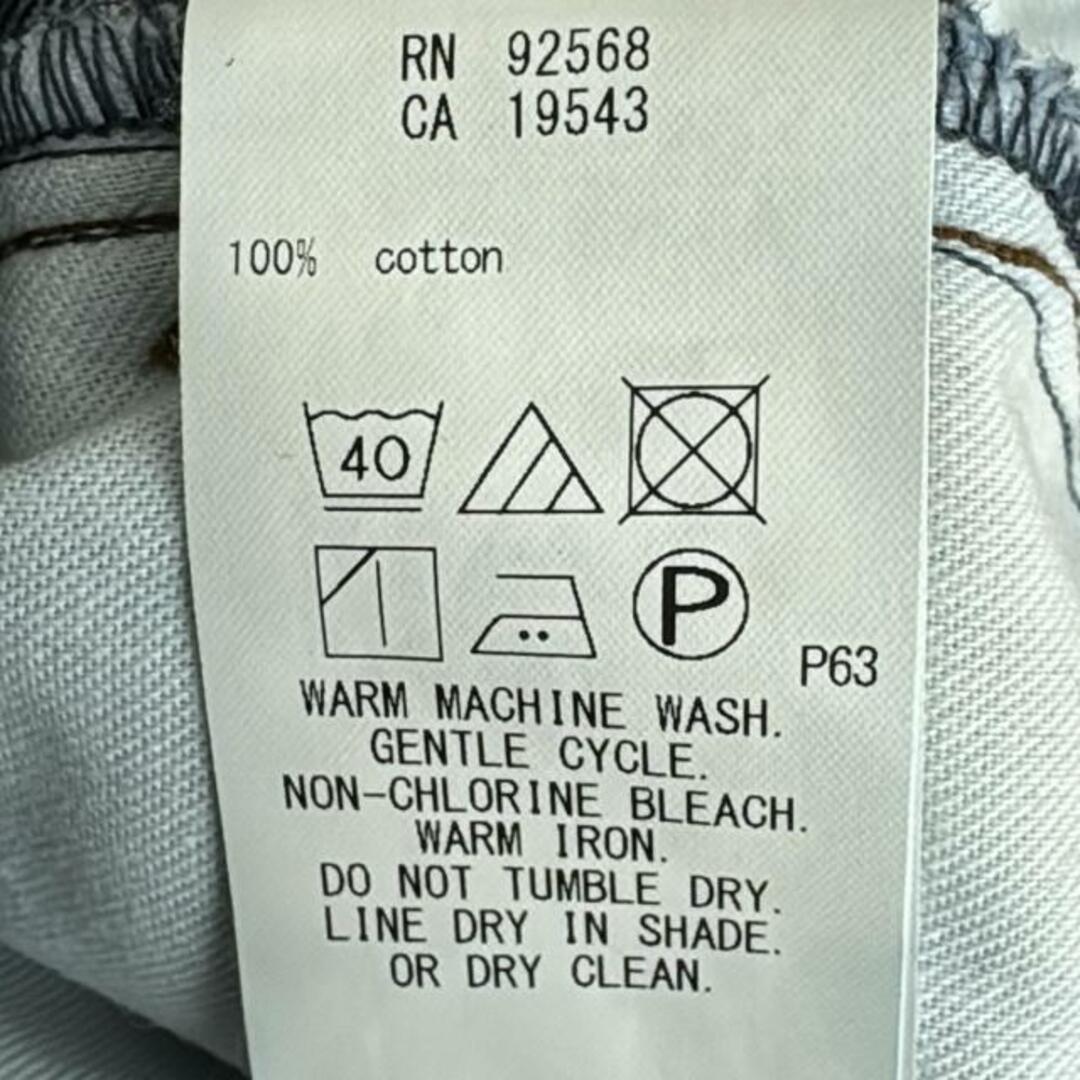 RN 92568
CA 19543
100% cotton
40
P
P63
WARM MACHINE WASH.
GENTLE CYCLE.
NON-CHLORINE BLEACH.
WARM IRON.
DO NOT TUMBLE DRY.
LINE DRY IN SHADE.
OR DRY CLEAN.